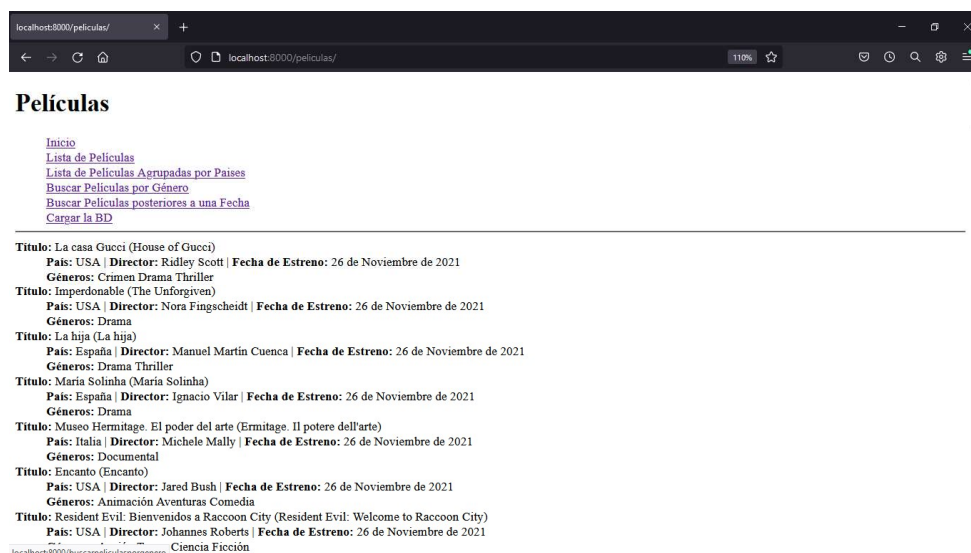 localhost:8000/peliculas/
localhost:8000/peliculas/
110%
Películas
Inicio
Lista de Películas
Lista de Películas Agrupadas por Paises
Buscar Películas por Género
Buscar Películas posteriores a una Fecha
Cargar la BD
Título: La casa Gucci (House of Gucci)
País: USA | Director: Ridley Scott | Fecha de Estreno: 26 de Noviembre de 2021
Géneros: Crimen Drama Thriller
Título: Imperdonable (The Unforgiven)
País: USA | Director: Nora Fingscheidt | Fecha de Estreno: 26 de Noviembre de 2021
Géneros: Drama
Título: La hija (La hija)
País: España | Director: Manuel Martín Cuenca | Fecha de Estreno: 26 de Noviembre de 2021
Géneros: Drama Thriller
Título: María Solinha (María Solinha)
País: España | Director: Ignacio Vilar | Fecha de Estreno: 26 de Noviembre de 2021
Géneros: Drama
Título: Museo Hermitage. El poder del arte (Ermitage. Il potere dell'arte)
País: Italia | Director: Michele Mally | Fecha de Estreno: 26 de Noviembre de 2021
Géneros: Documental
Título: Encanto (Encanto)
País: USA | Director: Jared Bush | Fecha de Estreno: 26 de Noviembre de 2021
Géneros: Animación Aventuras Comedia
Título: Resident Evil: Bienvenidos a Raccoon City (Resident Evil: Welcome to Raccoon City)
País: USA | Director: Johannes Roberts | Fecha de Estreno: 26 de Noviembre de 2021
Ciencia Ficción